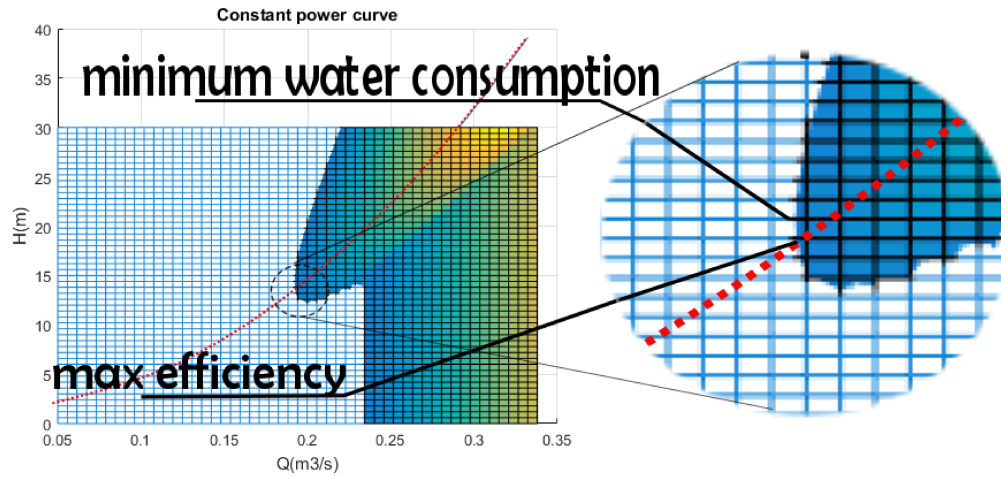 Constant power curve
40
35
minimum water consumption
30
25
20
15
10
max efficiency
5
0
0.05 0.1 0.15 0.2 0.25 0.3 0.35
H(m)
Q(m3/s)